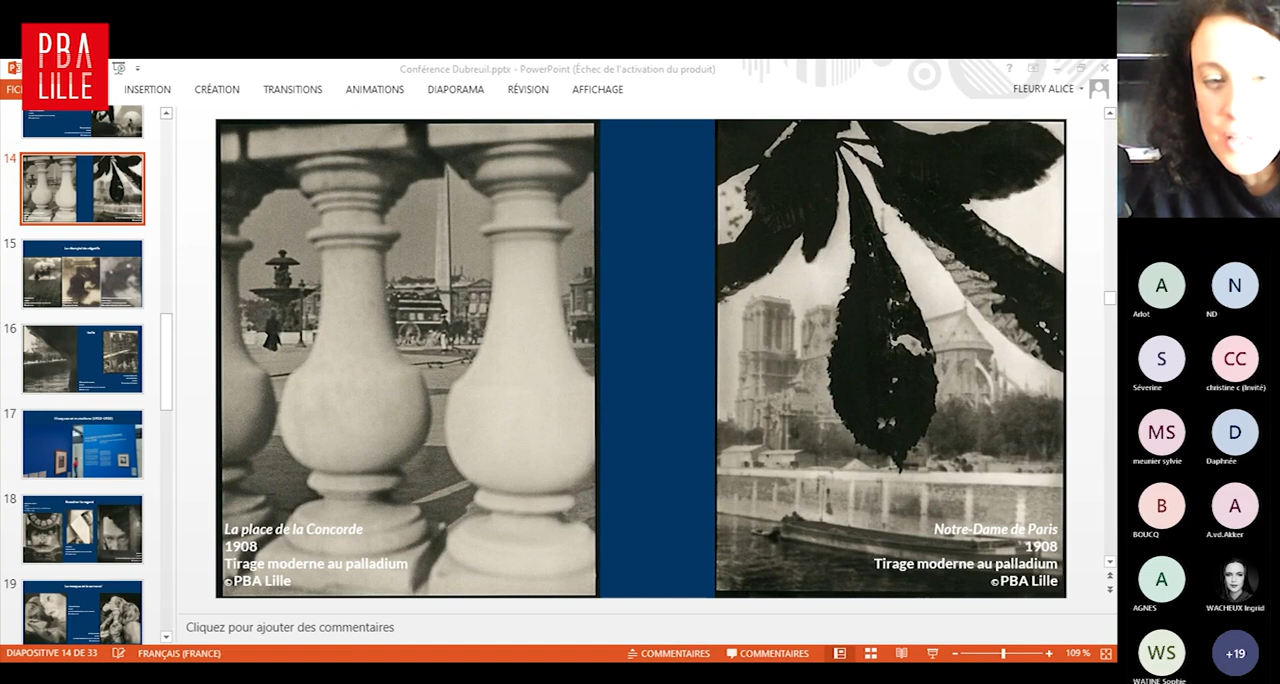 PBA
LILLE
Conférence Dubreuil.pptx - PowerPoint (Échec de l'activation du produit)
INSERTION
CRÉATION
TRANSITIONS
ANIMATIONS
DIAPORAMA
RÉVISION
AFFICHAGE
FLEURY ALICE
14
15
16
17
18
19
La place de la Concorde
1908
Tirage moderne au palladium
©PBA Lille
Notre-Dame de Paris
1908
Tirage moderne au palladium
©PBA Lille
Cliquez pour ajouter des commentaires
DIAPOSITIVE 14 DE 33
FRANÇAIS (FRANCE)
COMMENTAIRES
COMMENTAIRES
109 %
A
N
ND
S
CC
Séverine
christine c (Invité)
MS
D
meunier sylvie
Daphnée
B
A
BOUCQ
A.vd.Akker
A
AGNES
WACHEUX Ingrid
WS
+19
WATINE Sophie